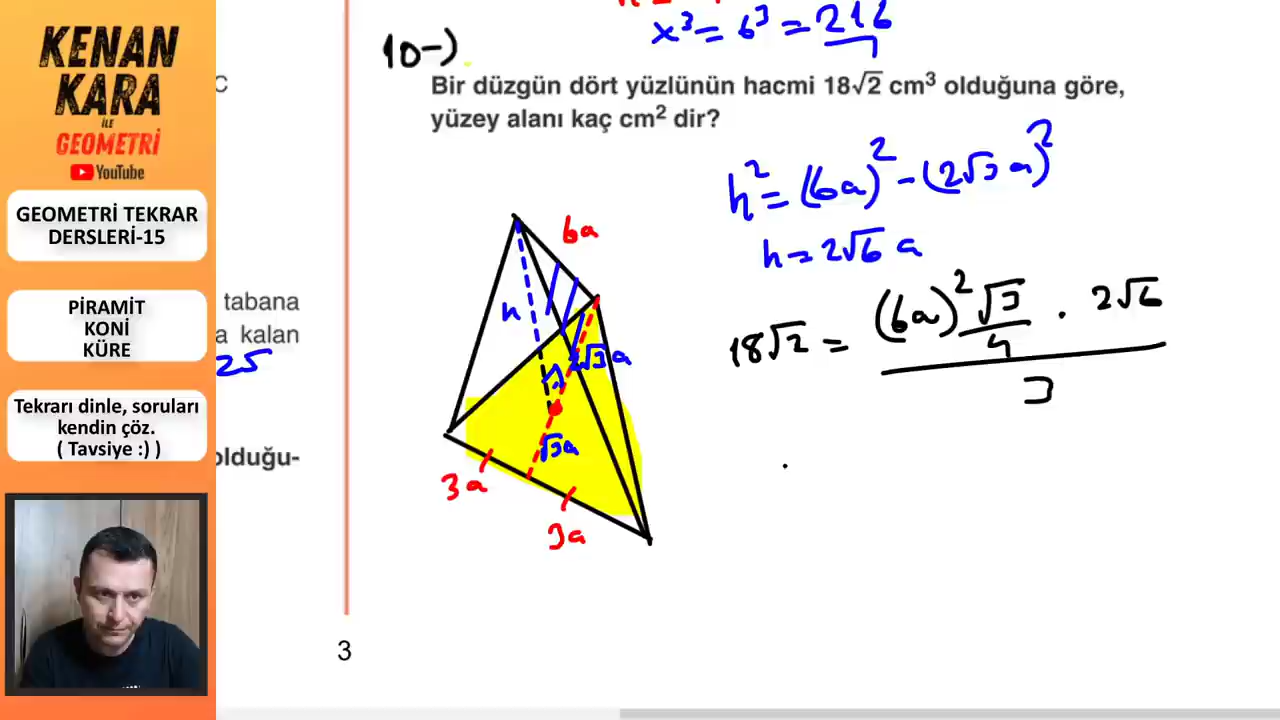 KENAN
KARA
İLE
GEOMETRİ
YouTube
GEOMETRİ TEKRAR
DERSLERİ-15
PİRAMİT
KONİ
KÜRE
Tekrarı dinle, soruları
kendin çöz.
( Tavsiye :) )
C
tabana
a kalan
25
olduğu-
3
x³ = 6³ = 216
10-)
Bir düzgün dört yüzlünün hacmi 18√2 cm³ olduğuna göre,
yüzey alanı kaç cm² dir?
h² = (6a)² - (2√3 a)²
h = 2√6 a
18√2 = (6a)² √3 / 4 . 2√6 / 3
6a
h
2√3 a
√3a
3a
3a